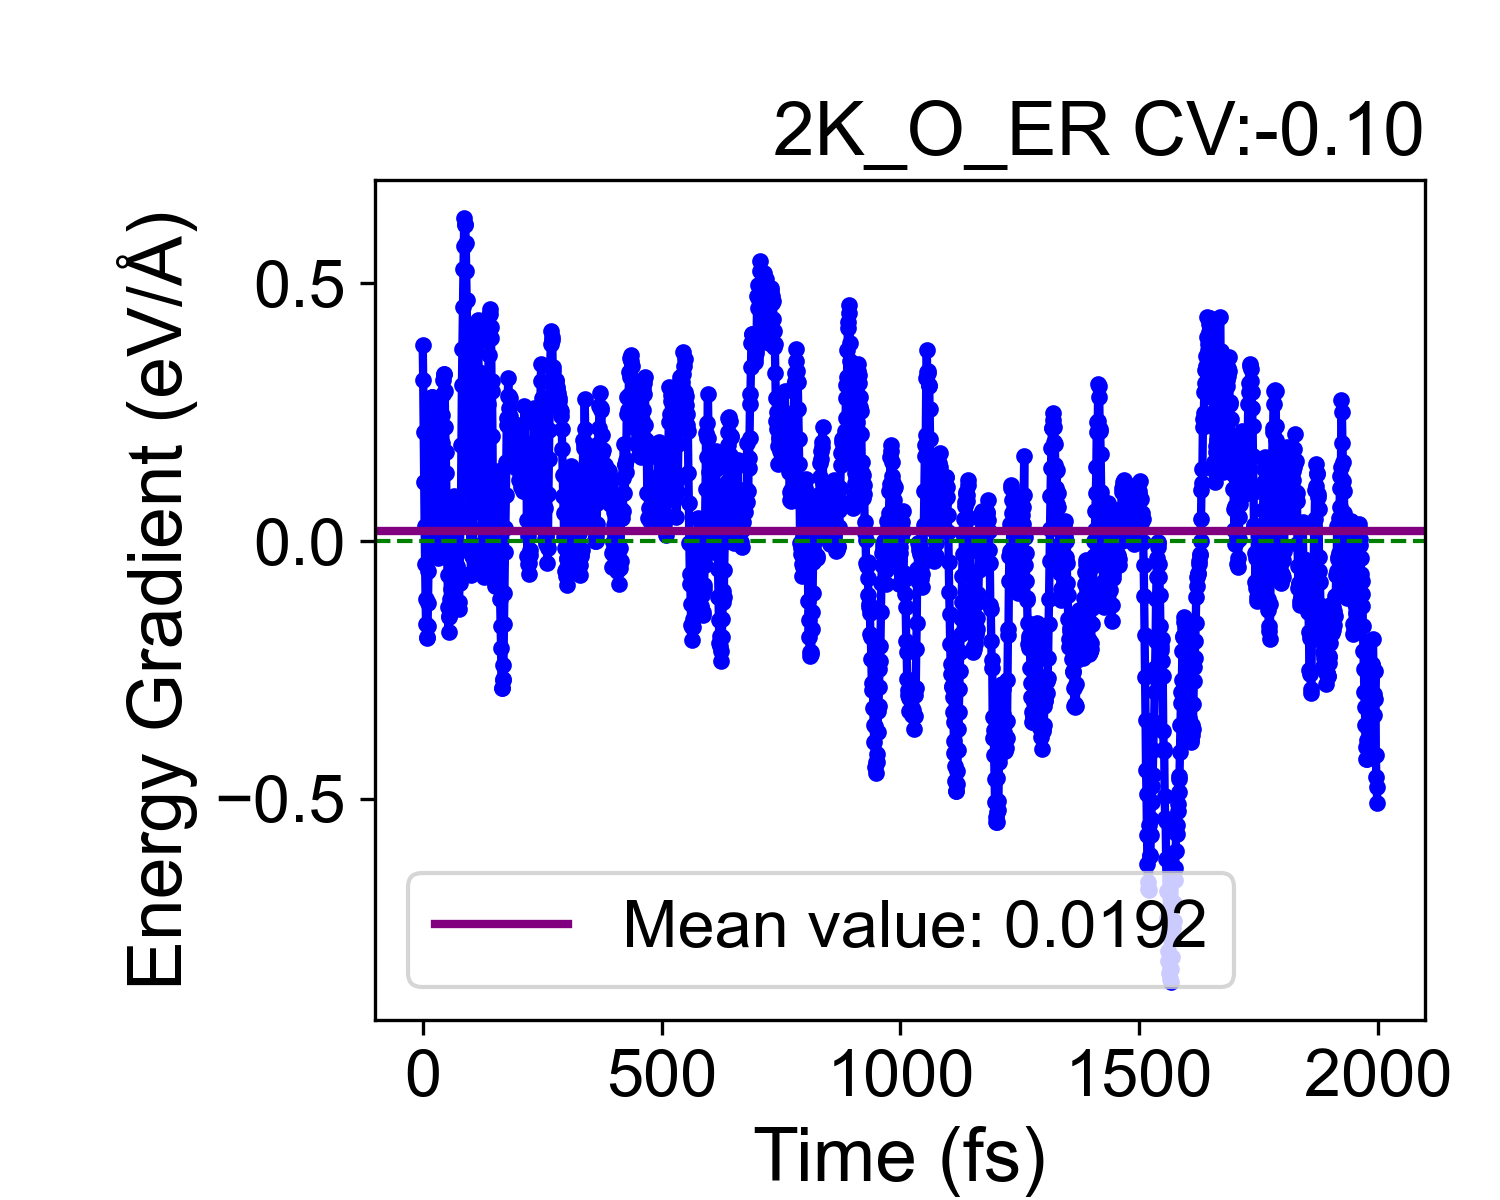 2K_O_ER CV:-0.10
Energy Gradient (eV/Å)
0.5
0.0
−0.5
Mean value: 0.0192
0 500 1000 1500 2000
Time (fs)